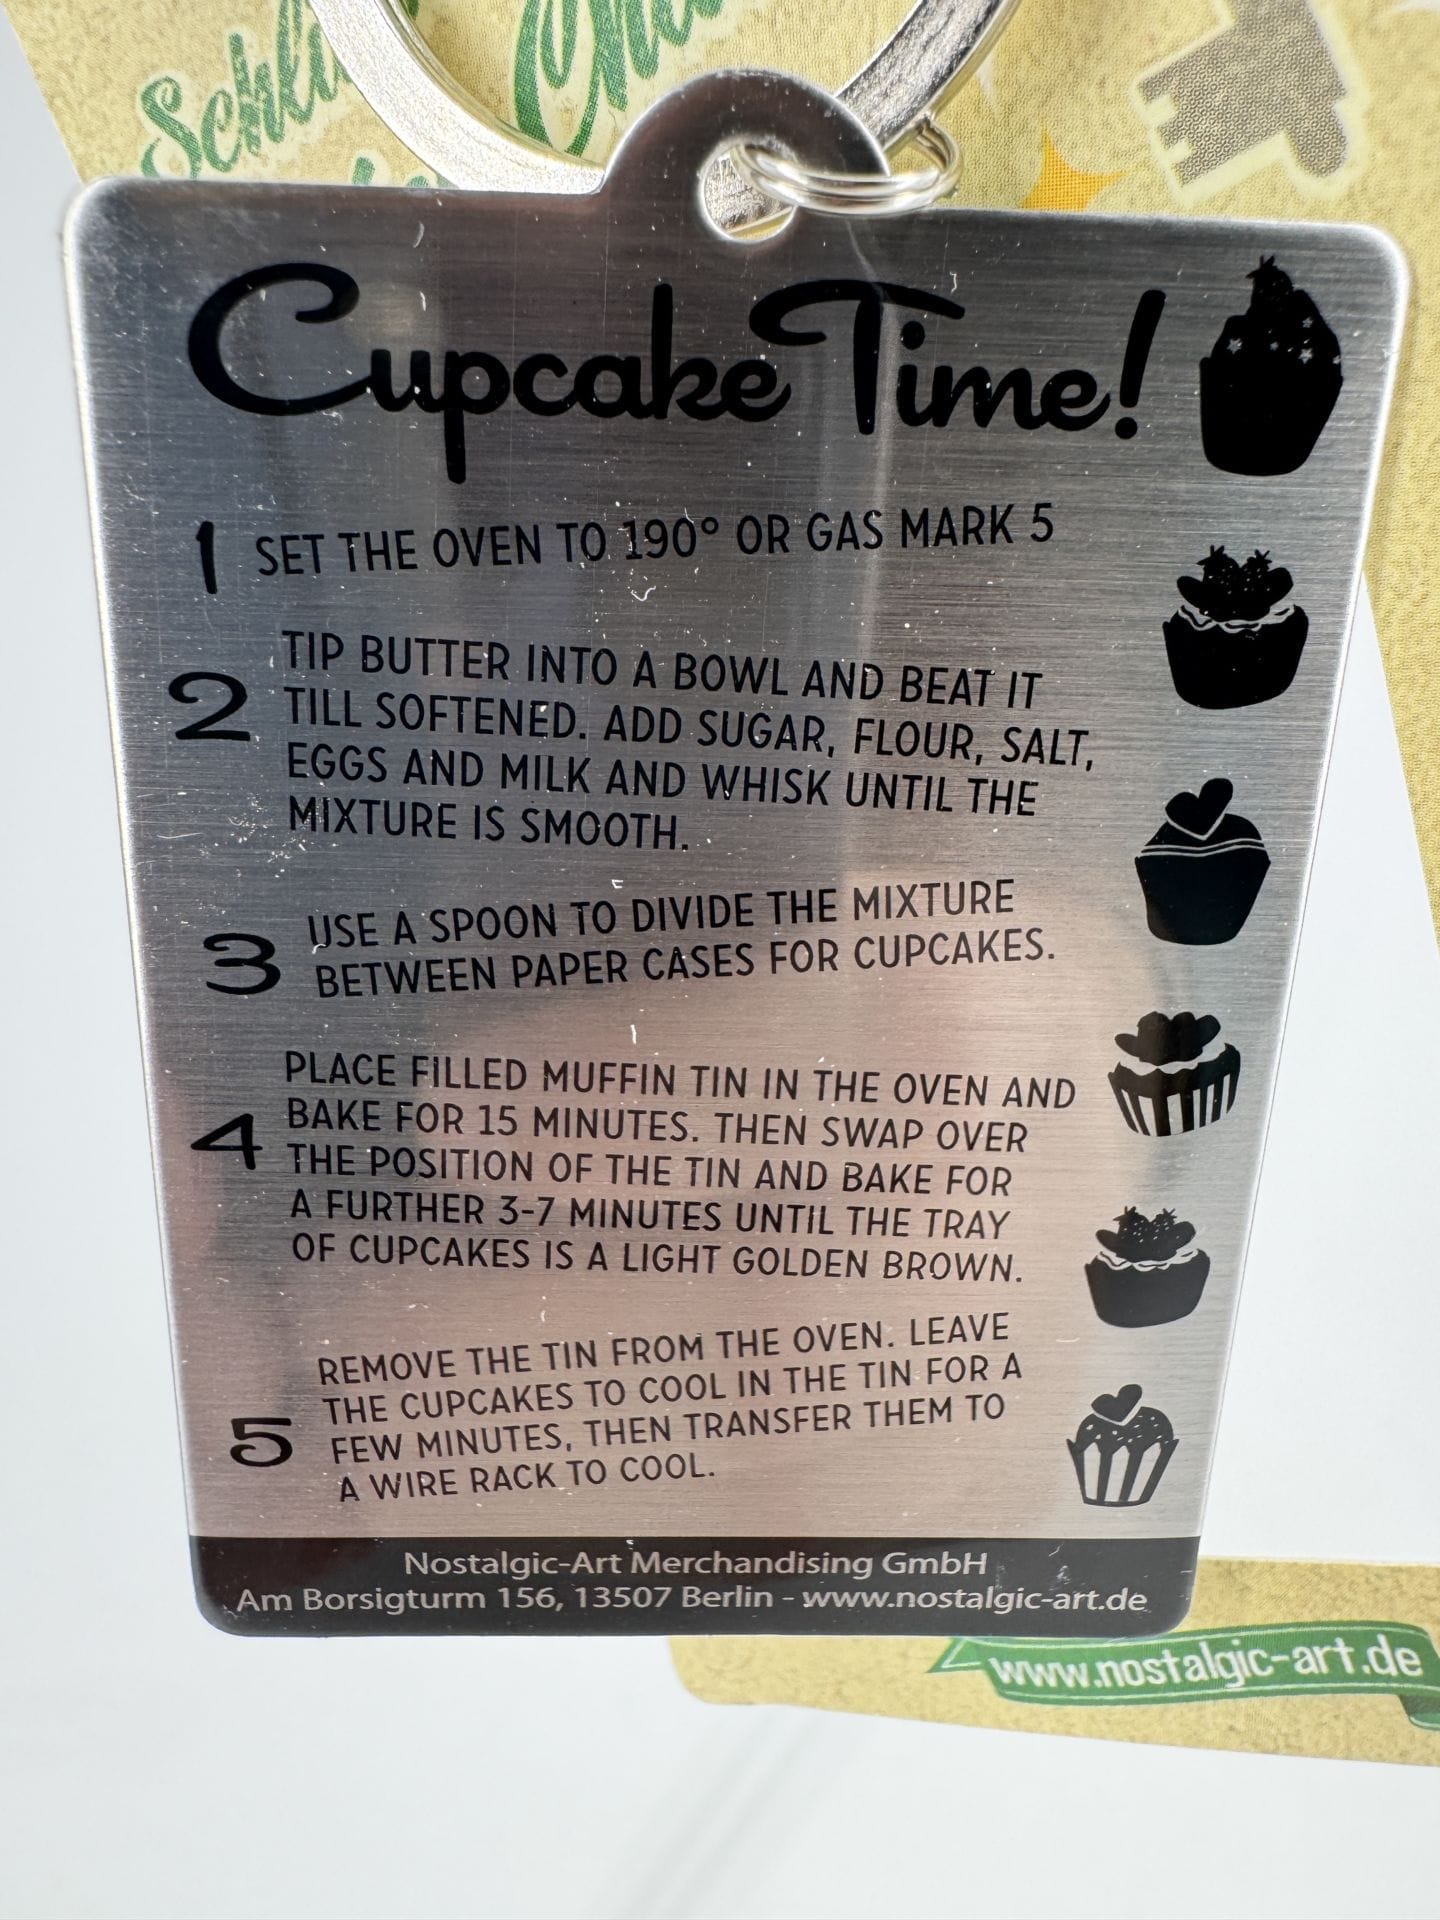 Cupcake Time!
1 SET THE OVEN TO 190° OR GAS MARK 5
2 TIP BUTTER INTO A BOWL AND BEAT IT
TILL SOFTENED. ADD SUGAR, FLOUR, SALT,
EGGS AND MILK AND WHISK UNTIL THE
MIXTURE IS SMOOTH.
3 USE A SPOON TO DIVIDE THE MIXTURE
BETWEEN PAPER CASES FOR CUPCAKES.
4 PLACE FILLED MUFFIN TIN IN THE OVEN AND
BAKE FOR 15 MINUTES. THEN SWAP OVER
THE POSITION OF THE TIN AND BAKE FOR
A FURTHER 3-7 MINUTES UNTIL THE TRAY
OF CUPCAKES IS A LIGHT GOLDEN BROWN.
5 REMOVE THE TIN FROM THE OVEN. LEAVE
THE CUPCAKES TO COOL IN THE TIN FOR A
FEW MINUTES, THEN TRANSFER THEM TO
A WIRE RACK TO COOL.
Nostalgic-Art Merchandising GmbH
Am Borsigturm 156, 13507 Berlin - www.nostalgic-art.de
www.nostalgic-art.de